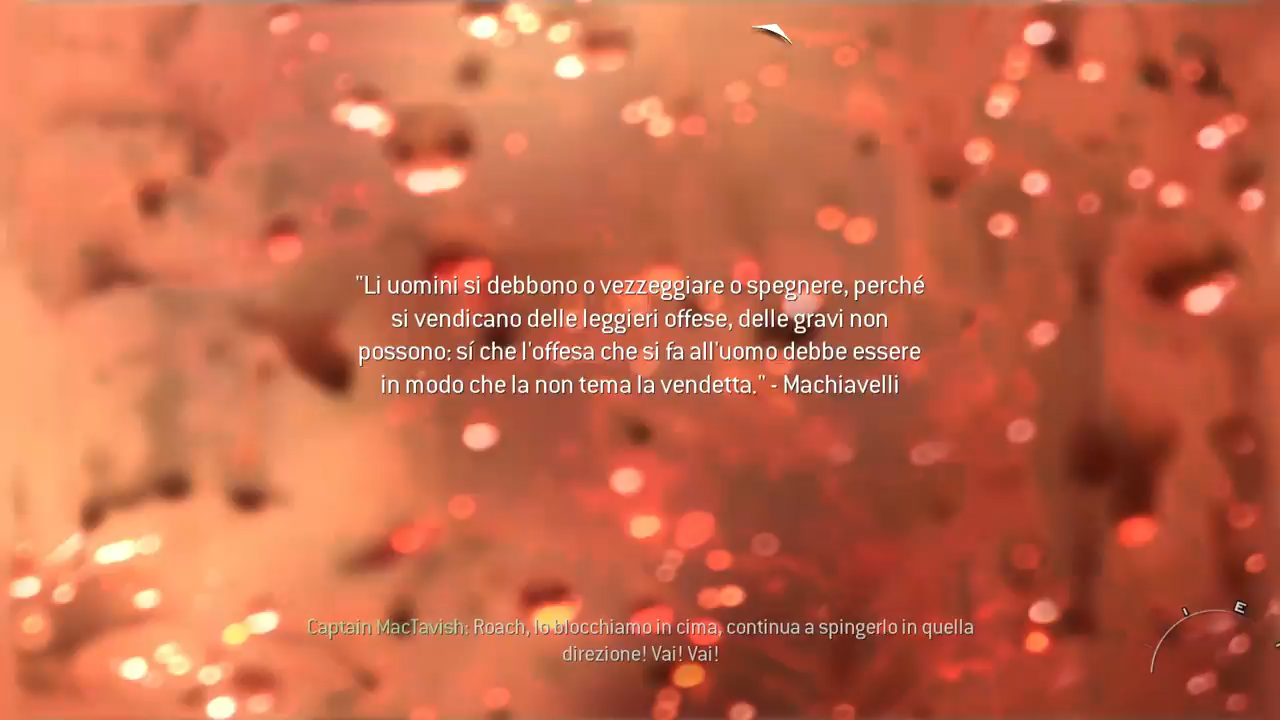 "Li uomini si debbono o vezzeggiare o spegnere, perché
si vendicano delle leggieri offese, delle gravi non
possono: sí che l'offesa che si fa all'uomo debbe essere
in modo che la non tema la vendetta." - Machiavelli
Captain MacTavish: Roach, lo blocchiamo in cima, continua a spingerlo in quella
direzione! Vai! Vai!
E